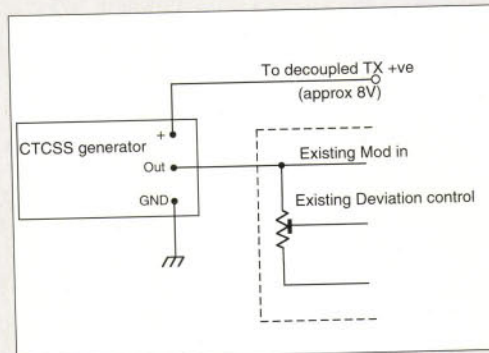 To decoupled TX +ve
(approx 8V)
+
CTCSS generator
Out
Existing Mod in
GND
Existing Deviation control